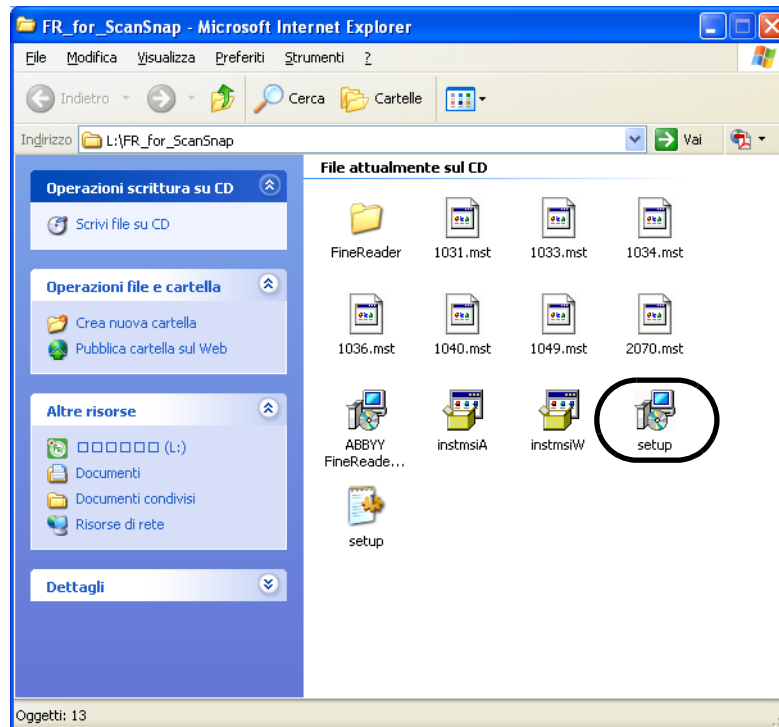 FR_for_ScanSnap - Microsoft Internet Explorer
File Modifica Visualizza Preferiti Strumenti ?
Indietro Cerca Cartelle
Indirizzo L:\FR_for_ScanSnap Vai
Operazioni scrittura su CD
Scrivi file su CD
Operazioni file e cartella
Crea nuova cartella
Pubblica cartella sul Web
Altre risorse
□□□□□□ (L:)
Documenti
Documenti condivisi
Risorse di rete
Dettagli
File attualmente sul CD
FineReader 1031.mst 1033.mst 1034.mst
1036.mst 1040.mst 1049.mst 2070.mst
ABBYY FineReade... instmsiA instmsiW setup
setup
Oggetti: 13